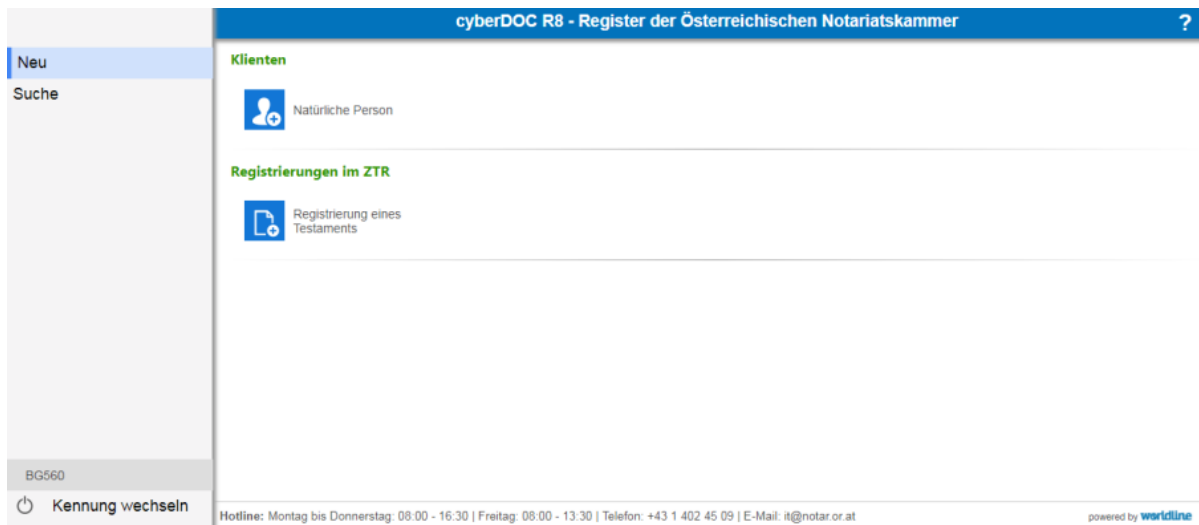 cyberDOC R8 - Register der Österreichischen Notariatskammer
?
Neu
Suche
Klienten
Natürliche Person
Registrierungen im ZTR
Registrierung eines
Testaments
BG560
Kennung wechseln
Hotline: Montag bis Donnerstag: 08:00 - 16:30 | Freitag: 08:00 - 13:30 | Telefon: +43 1 402 45 09 | E-Mail: it@notar.or.at
powered by worldline